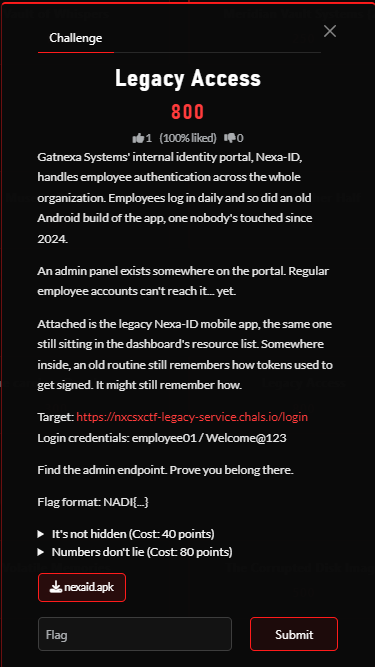 Challenge
Legacy Access
800
1 (100% liked) 0
Gatnexa Systems' internal identity portal, Nexa-ID,
handles employee authentication across the whole
organization. Employees log in daily and so did an old
Android build of the app, one nobody's touched since
2024.
An admin panel exists somewhere on the portal. Regular
employee accounts can't reach it... yet.
Attached is the legacy Nexa-ID mobile app, the same one
still sitting in the dashboard's resource list. Somewhere
inside, an old routine still remembers how tokens used to
get signed. It might still remember how.
Target: https://nxcsxctf-legacy-service.chals.io/login
Login credentials: employee01 / Welcome@123
Find the admin endpoint. Prove you belong there.
Flag format: NADI{...}
It's not hidden (Cost: 40 points)
Numbers don't lie (Cost: 80 points)
nexaid.apk
Flag
Submit